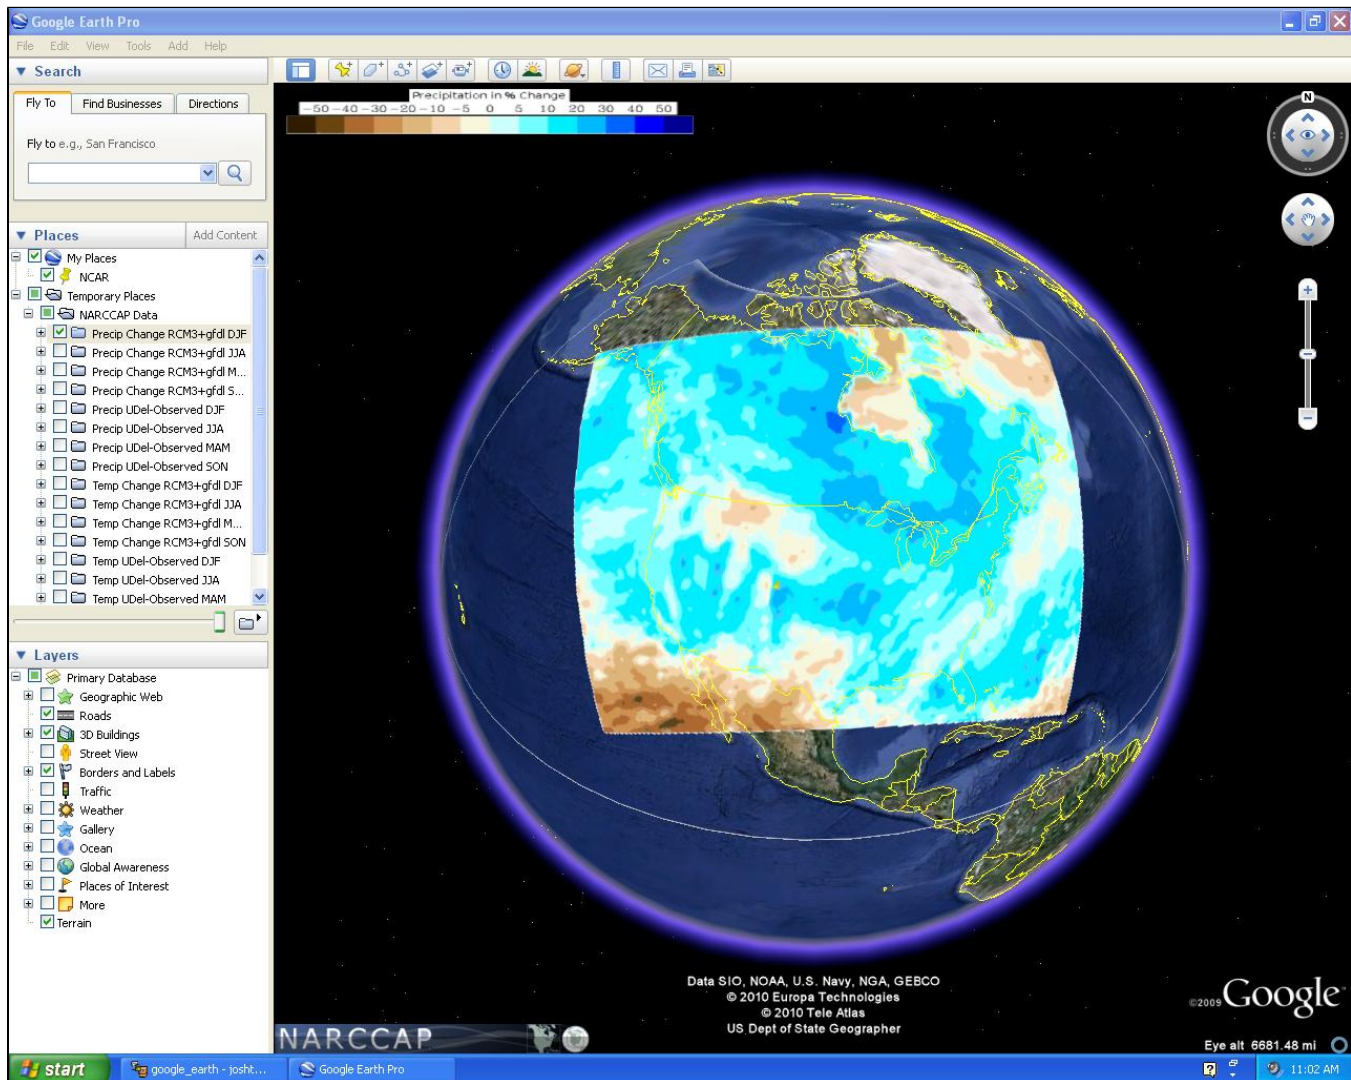 Google Earth Pro
File Edit View Tools Add Help
Search
Fly To Find Businesses Directions
Fly to e.g., San Francisco
Places Add Content
My Places
NCAR
Temporary Places
NARCCAP Data
Precip Change RCM3+gfdl DJF
Precip Change RCM3+gfdl JJA
Precip Change RCM3+gfdl M...
Precip Change RCM3+gfdl S...
Precip UDel-Observed DJF
Precip UDel-Observed JJA
Precip UDel-Observed MAM
Precip UDel-Observed SON
Temp Change RCM3+gfdl DJF
Temp Change RCM3+gfdl JJA
Temp Change RCM3+gfdl M...
Temp Change RCM3+gfdl SON
Temp UDel-Observed DJF
Temp UDel-Observed JJA
Temp UDel-Observed MAM
Layers
Primary Database
Geographic Web
Roads
3D Buildings
Street View
Borders and Labels
Traffic
Weather
Gallery
Ocean
Global Awareness
Places of Interest
More
Terrain
Precipitation in % Change
-50 -40 -30 -20 -10 -5 0 5 10 20 30 40 50
N
Data SIO, NOAA, U.S. Navy, NGA, GEBCO
© 2010 Europa Technologies
© 2010 Tele Atlas
US Dept of State Geographer
©2009 Google
NARCCAP
Eye alt 6681.48 mi
start google_earth - josht... Google Earth Pro 11:02 AM